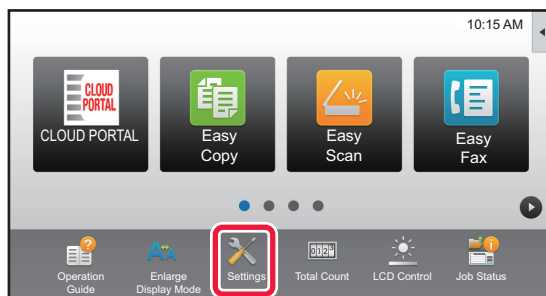 10:15 AM
CLOUD
PORTAL
CLOUD PORTAL
Easy
Copy
Easy
Scan
Easy
Fax
Operation
Guide
Enlarge
Display Mode
Settings
Total Count
LCD Control
Job Status